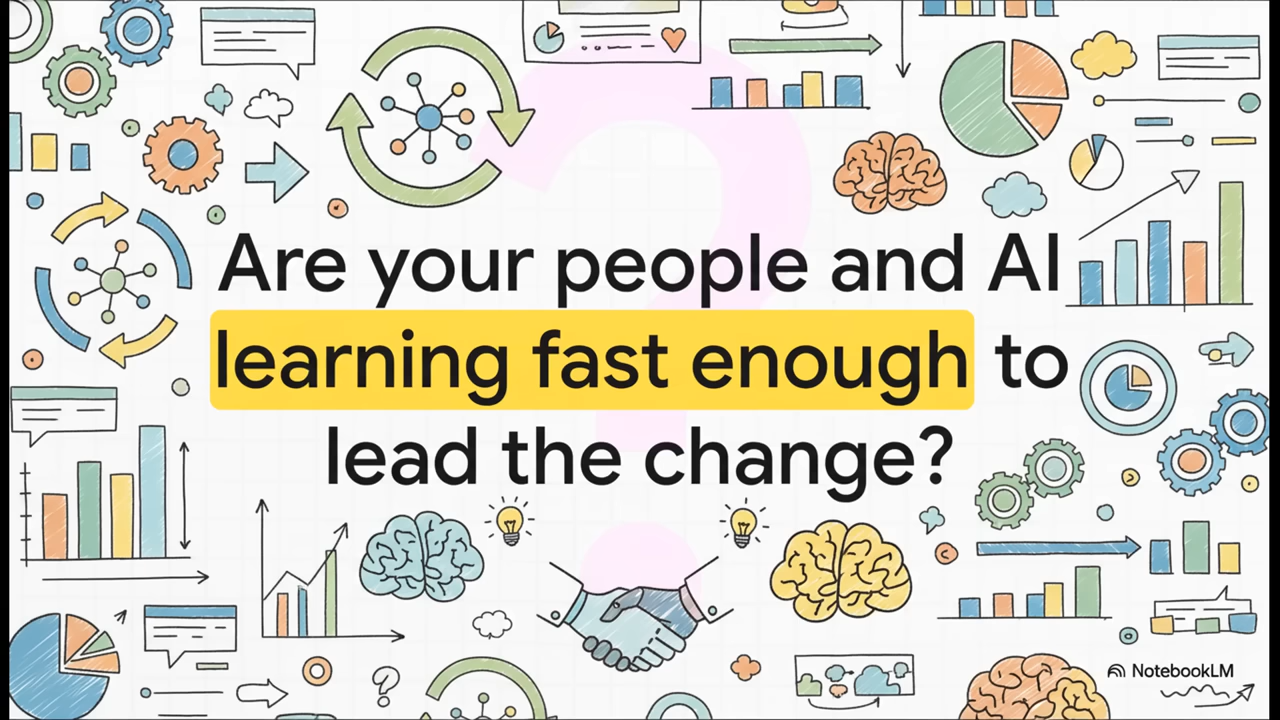 Are your people and AI
learning fast enough to
lead the change?
NotebookLM